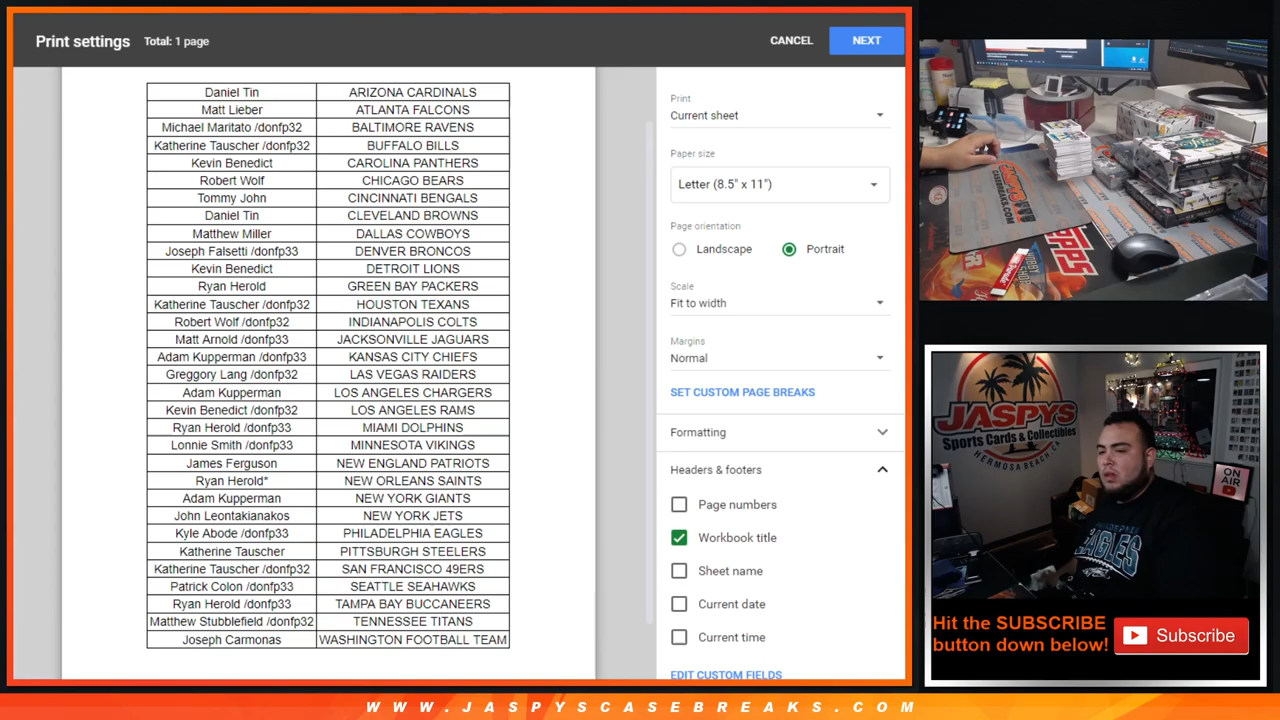 Print settings Total: 1 page CANCEL NEXT
Daniel Tin ARIZONA CARDINALS
Matt Lieber ATLANTA FALCONS
Michael Maritato /donfp32 BALTIMORE RAVENS
Katherine Tauscher /donfp32 BUFFALO BILLS
Kevin Benedict CAROLINA PANTHERS
Robert Wolf CHICAGO BEARS
Tommy John CINCINNATI BENGALS
Daniel Tin CLEVELAND BROWNS
Matthew Miller DALLAS COWBOYS
Joseph Falsetti /donfp33 DENVER BRONCOS
Kevin Benedict DETROIT LIONS
Ryan Herold GREEN BAY PACKERS
Katherine Tauscher /donfp32 HOUSTON TEXANS
Robert Wolf /donfp32 INDIANAPOLIS COLTS
Matt Arnold /donfp33 JACKSONVILLE JAGUARS
Adam Kupperman /donfp33 KANSAS CITY CHIEFS
Greggory Lang /donfp32 LAS VEGAS RAIDERS
Adam Kupperman LOS ANGELES CHARGERS
Kevin Benedict /donfp32 LOS ANGELES RAMS
Ryan Herold /donfp33 MIAMI DOLPHINS
Lonnie Smith /donfp33 MINNESOTA VIKINGS
James Ferguson NEW ENGLAND PATRIOTS
Ryan Herold* NEW ORLEANS SAINTS
Adam Kupperman NEW YORK GIANTS
John Leontakianakos NEW YORK JETS
Kyle Abode /donfp33 PHILADELPHIA EAGLES
Katherine Tauscher PITTSBURGH STEELERS
Katherine Tauscher /donfp32 SAN FRANCISCO 49ERS
Patrick Colon /donfp33 SEATTLE SEAHAWKS
Ryan Herold /donfp33 TAMPA BAY BUCCANEERS
Matthew Stubblefield /donfp32 TENNESSEE TITANS
Joseph Carmonas WASHINGTON FOOTBALL TEAM
Print
Current sheet
Paper size
Letter (8.5" x 11")
Page orientation
Landscape Portrait
Scale
Fit to width
Margins
Normal
SET CUSTOM PAGE BREAKS
Formatting
Headers & footers
Page numbers
Workbook title
Sheet name
Current date
Current time
EDIT CUSTOM FIELDS
JASPYS
CASEBREAKS.COM
TOPPS
HOBBY
SHOP
JASPYS
Sports Cards & Collectibles
HERMOSA BEACH
ON
AIR
EAGLES
Hit the SUBSCRIBE
button down below!
Subscribe
WWW.JASPYSCASEBREAKS.COM